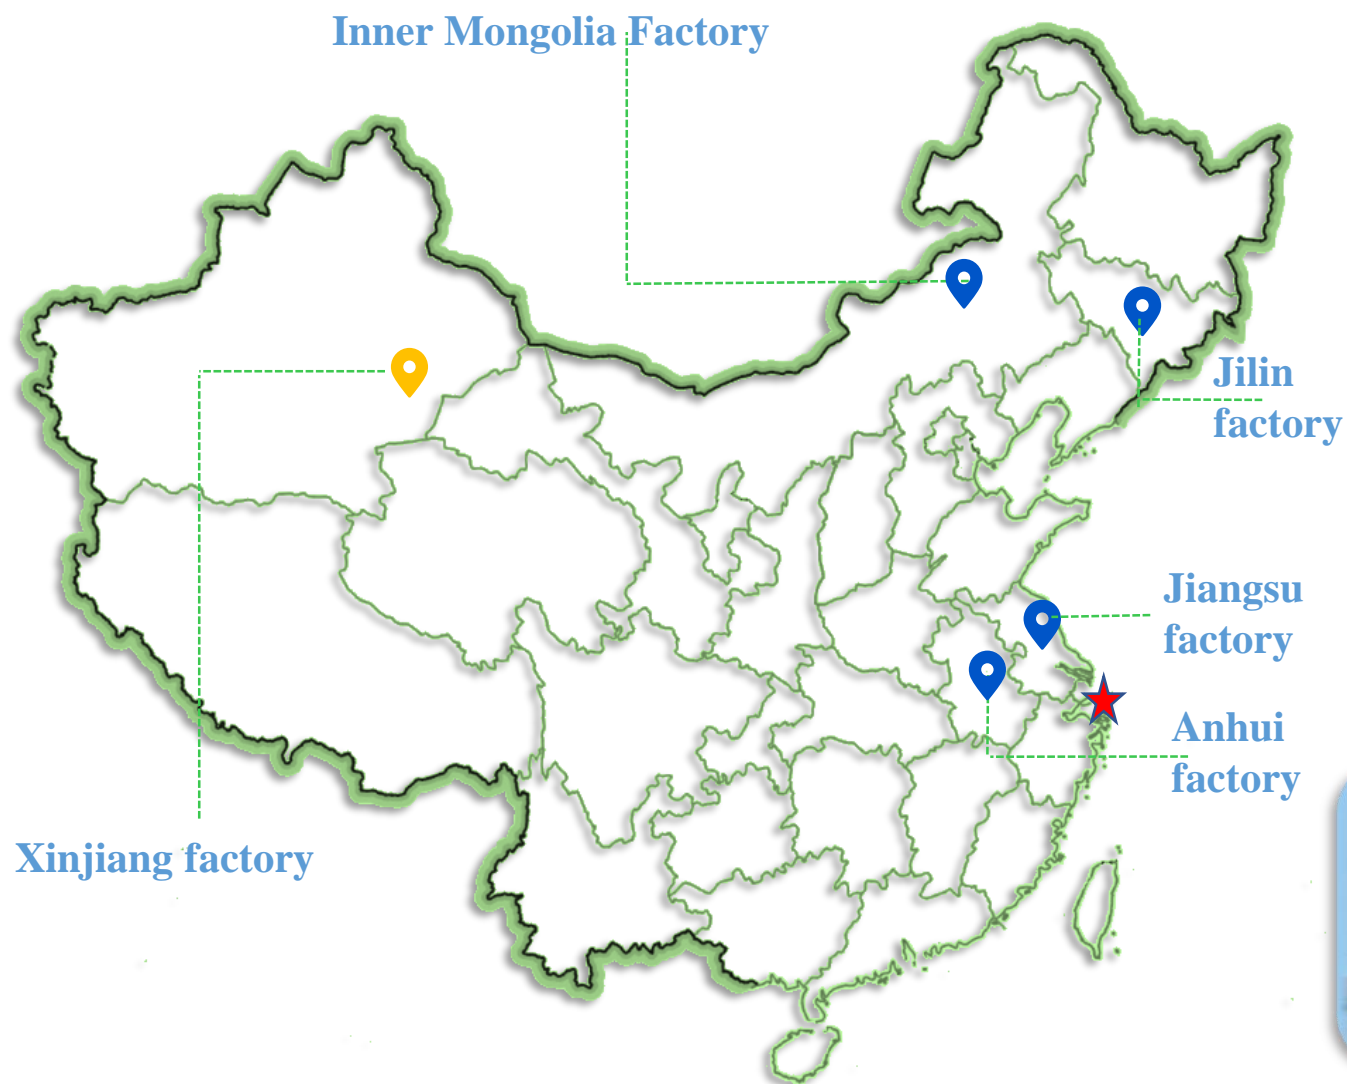 Inner Mongolia Factory
Jilin
factory
Jiangsu
factory
Anhui
factory
Xinjiang factory